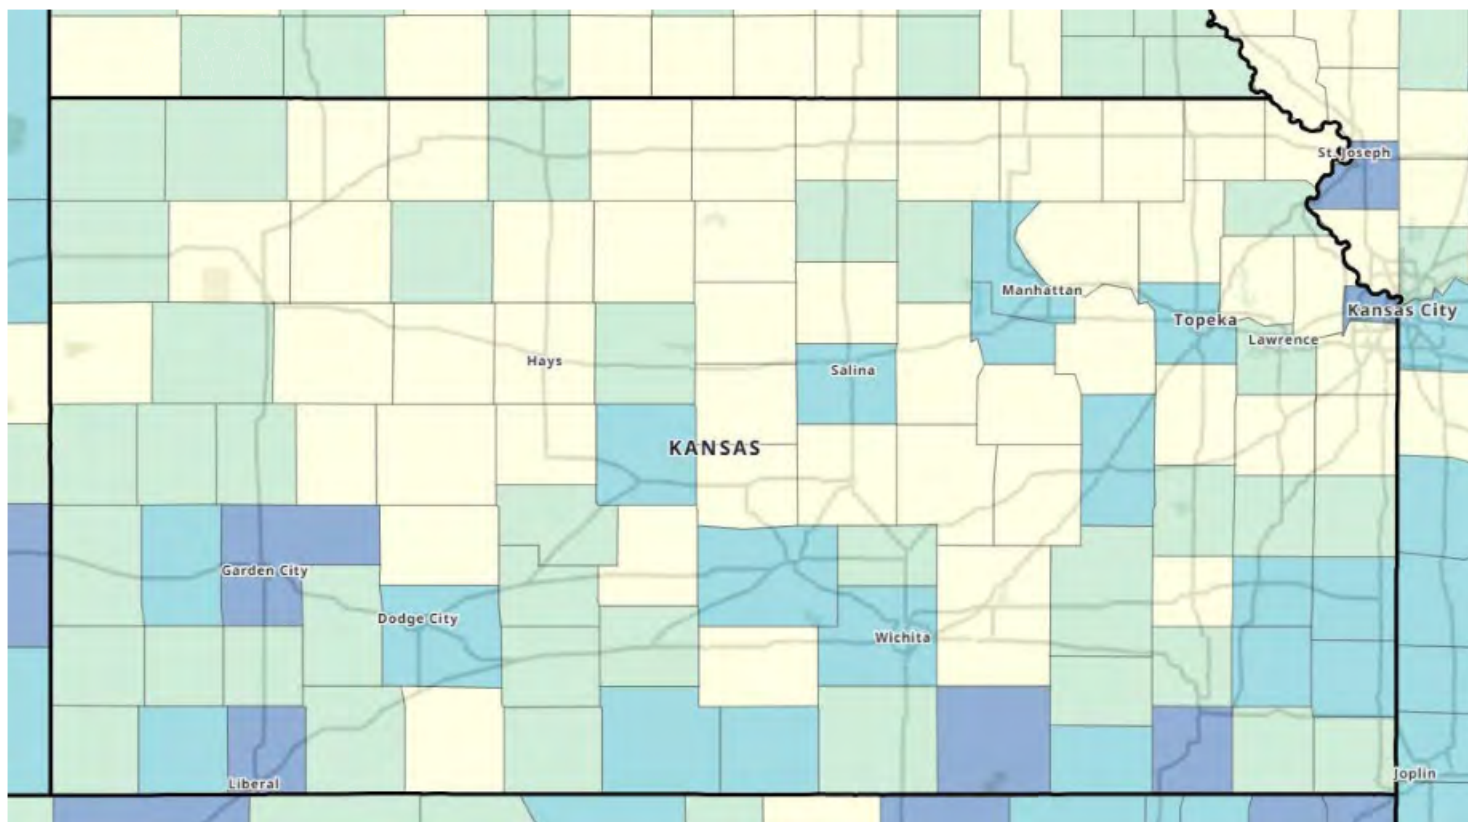 St. Joseph
Manhattan
Kansas City
Topeka
Lawrence
Hays
Salina
KANSAS
Garden City
Dodge City
Wichita
Liberal
Joplin